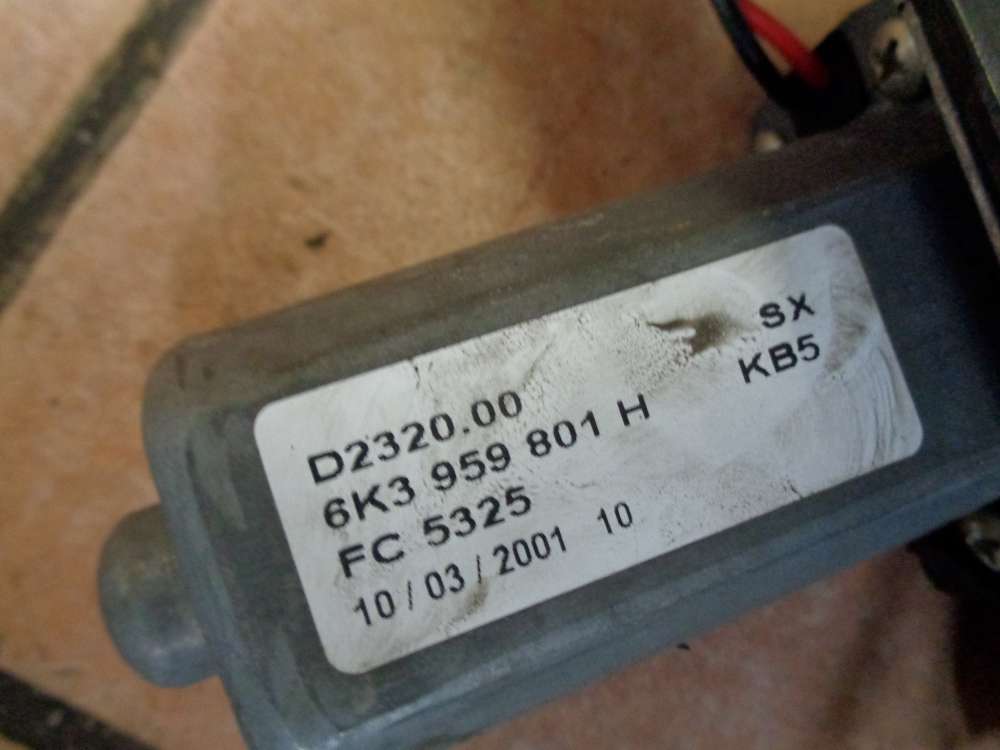 SX
KB5
D2320.00
6K3 959 801 H
FC 5325
10 / 03 / 2001 10